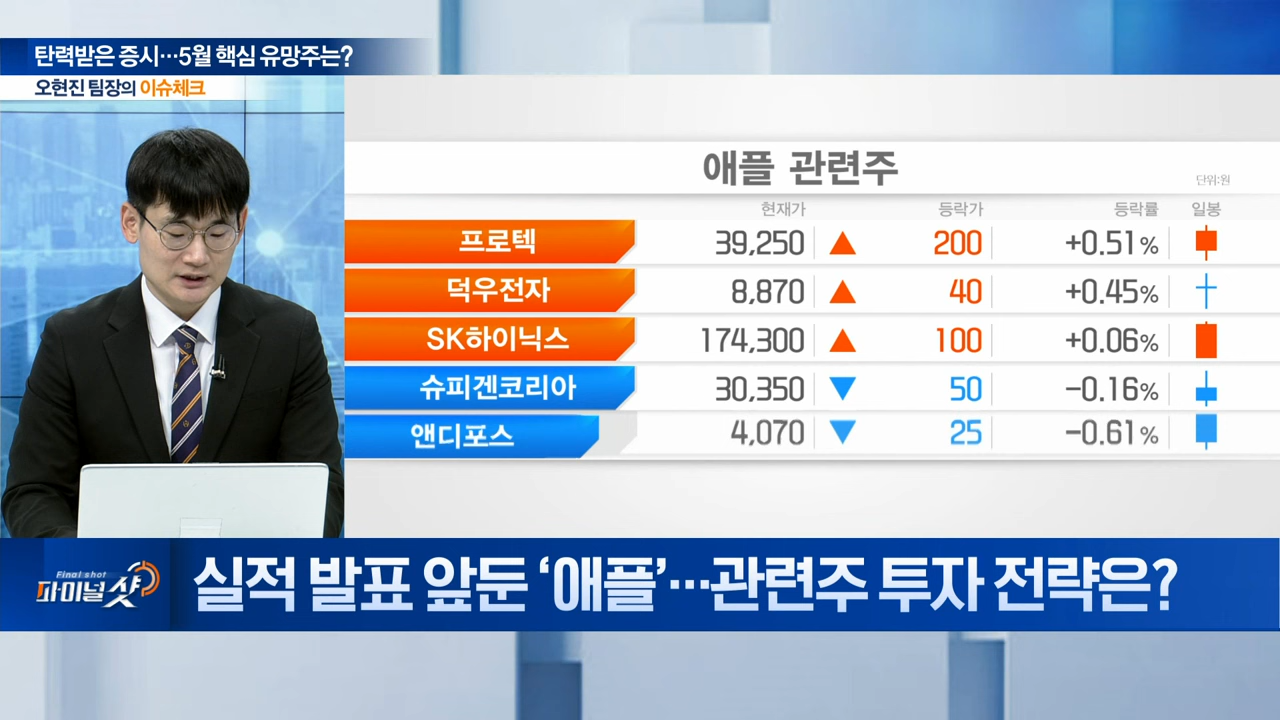 탄력받은 증시…5월 핵심 유망주는?
오현진 팀장의 이슈체크
애플 관련주
단위:원
현재가 등락가 등락률 일봉
프로텍 39,250 ▲ 200 +0.51%
덕우전자 8,870 ▲ 40 +0.45%
SK하이닉스 174,300 ▲ 100 +0.06%
슈피겐코리아 30,350 ▼ 50 -0.16%
앤디포스 4,070 ▼ 25 -0.61%
Final shot
파이널샷
실적 발표 앞둔 ‘애플’…관련주 투자 전략은?